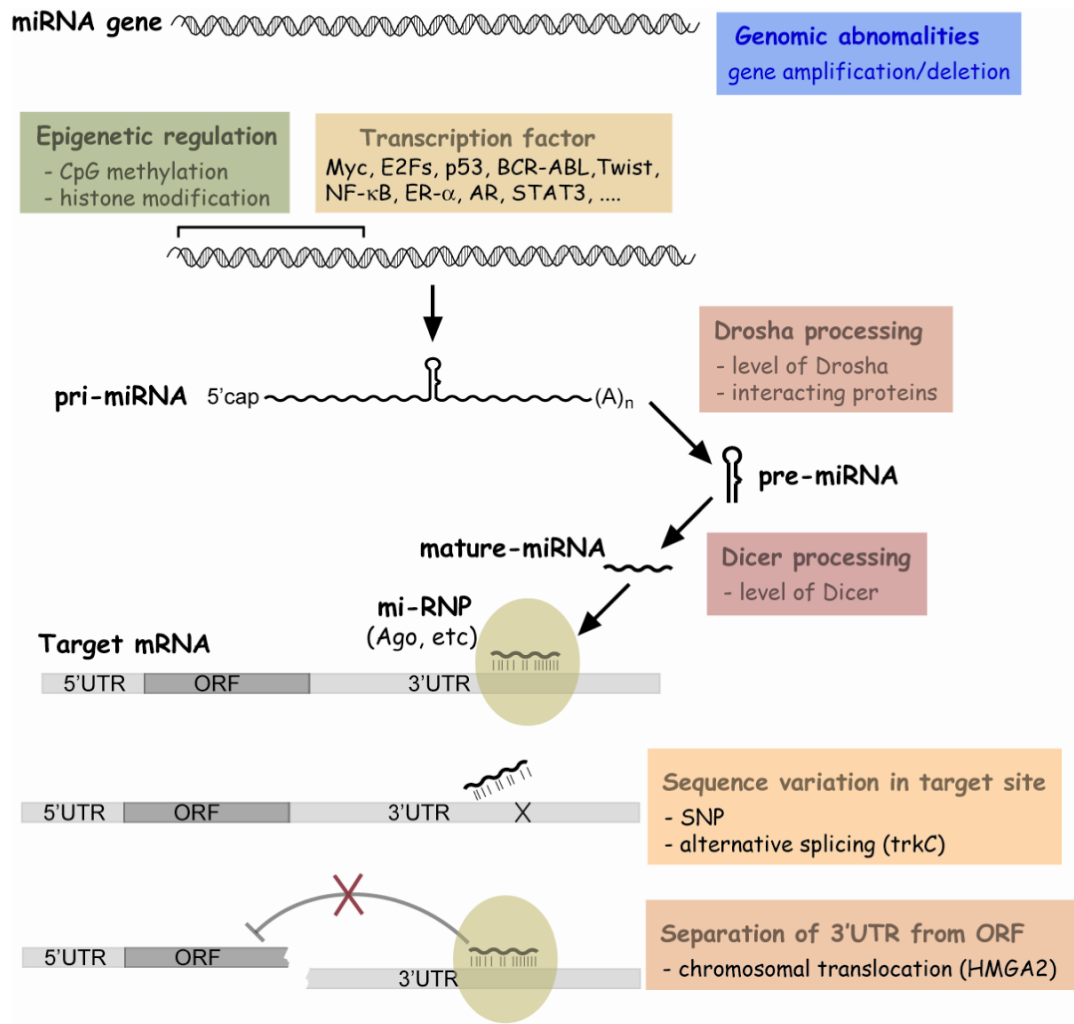 miRNA gene
Genomic abnomalities
gene amplification/deletion
Epigenetic regulation
- CpG methylation
- histone modification
Transcription factor
Myc, E2Fs, p53, BCR-ABL,Twist,
NF-κB, ER-α, AR, STAT3, ....
Drosha processing
- level of Drosha
- interacting proteins
pri-miRNA 5'cap (A)n
pre-miRNA
mature-miRNA
Dicer processing
- level of Dicer
mi-RNP
(Ago, etc)
Target mRNA
5'UTR ORF 3'UTR
Sequence variation in target site
- SNP
- alternative splicing (trkC)
5'UTR ORF 3'UTR X
Separation of 3'UTR from ORF
- chromosomal translocation (HMGA2)
5'UTR ORF
3'UTR